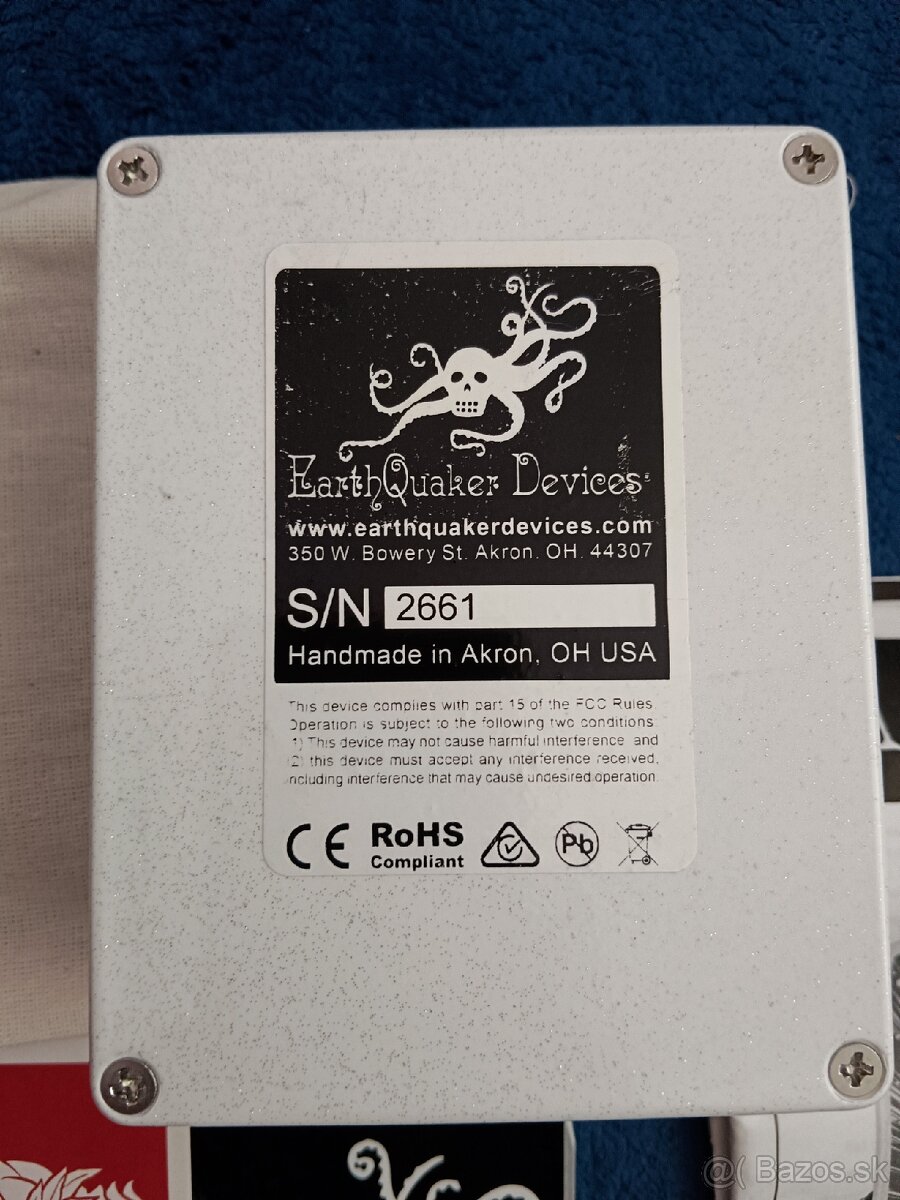 EarthQuaker Devices
www.earthquakerdevices.com
350 W. Bowery St. Akron. OH. 44307
S/N 2661
Handmade in Akron, OH USA
This device complies with part 15 of the FCC Rules
Operation is subject to the following two conditions
1) This device may not cause harmful interference and
2) this device must accept any interference received,
including interference that may cause undesired operation
CE RoHS
Compliant
Pb
@( Bazos.sk